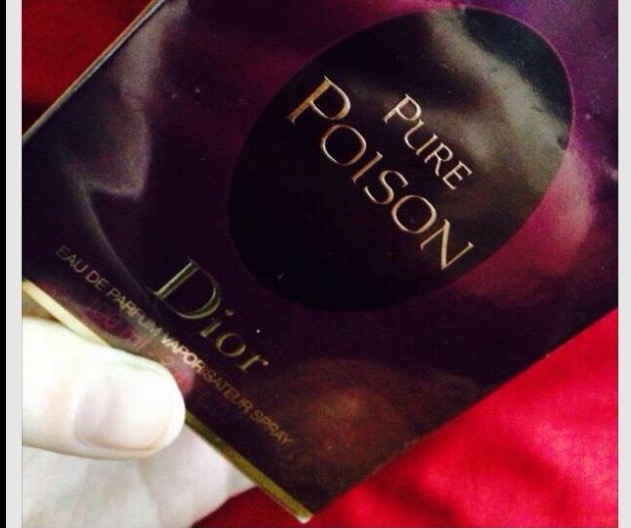 PURE
POISON
Dior
EAU DE PARFUM VAPORISATEUR SPRAY